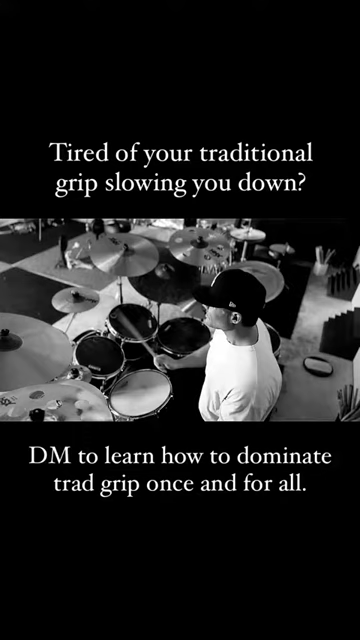 Tired of your traditional
grip slowing you down?
DM to learn how to dominate
trad grip once and for all.